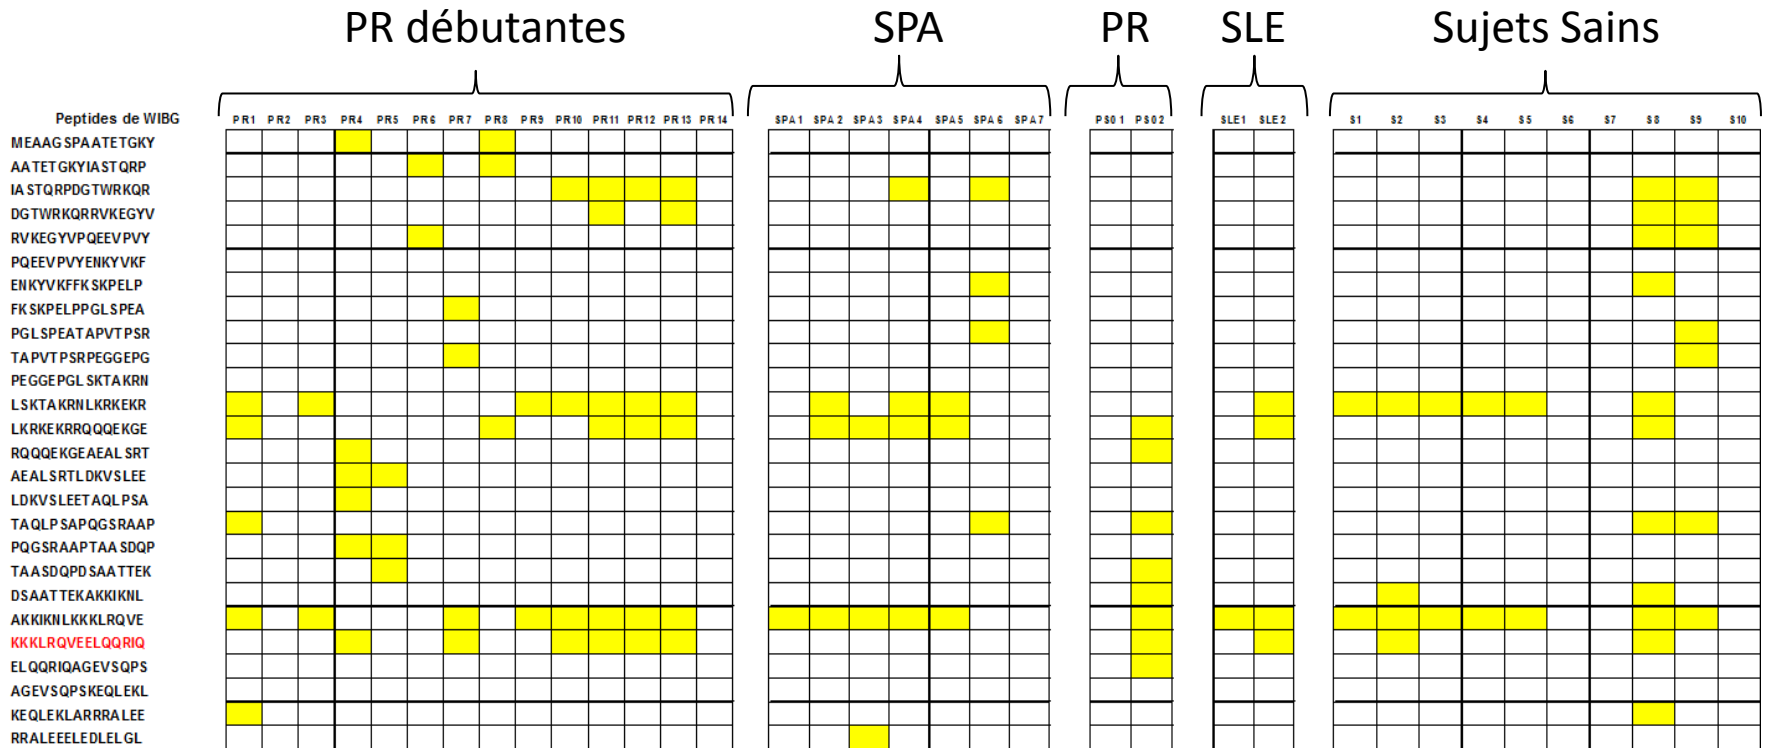 PR débutantes SPA PR SLE Sujets Sains
Peptides de WIBG PR1 PR2 PR3 PR4 PR5 PR6 PR7 PR8 PR9 PR10 PR11 PR12 PR13 PR14 SPA1 SPA2 SPA3 SPA4 SPA5 SPA6 SPA7 PS01 PS02 SLE1 SLE2 S1 S2 S3 S4 S5 S6 S7 S8 S9 S10
MEAAGSPAATETGKY
AATETGKYIASTQRP
IASTQRPDGTWRKQR
DGTWRKQRRVKEGYV
RVKEGYVPQEEVPVY
PQEEVPVYENKYVKF
ENKYVKFFKSKPELP
FKSKPELPPGLSPEA
PGLSPEATAPVTPSR
TAPVTPSRPEGGEPG
PEGGEPGLSKTAKRN
LSKTAKRNLKRKEKR
LKRKEKRRQQQEKGE
RQQQEKGEAEALSRT
AEALSRTLDKVSLEE
LDKVSLEETAQLPSA
TAQLPSAPQGSRAAP
PQGSRAAPTAASDQP
TAASDQPDSAATTEK
DSAATTEKAKKIKNL
AKKIKNLKKKLRQVE
KKKLRQVEELQQRIQ
ELQQRIQAGEVSQPS
AGEVSQPSKEQLEKL
KEQLEKLARRRALEE
RRALEEELEDLELGL